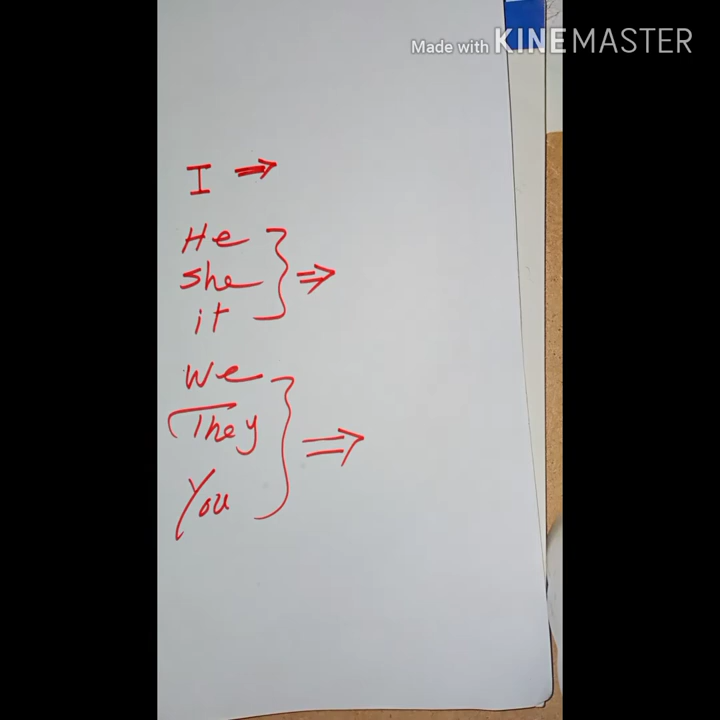 Made with KINEMASTER
I ⇒
He
she
it
} ⇒
We
They
You
} ⇒